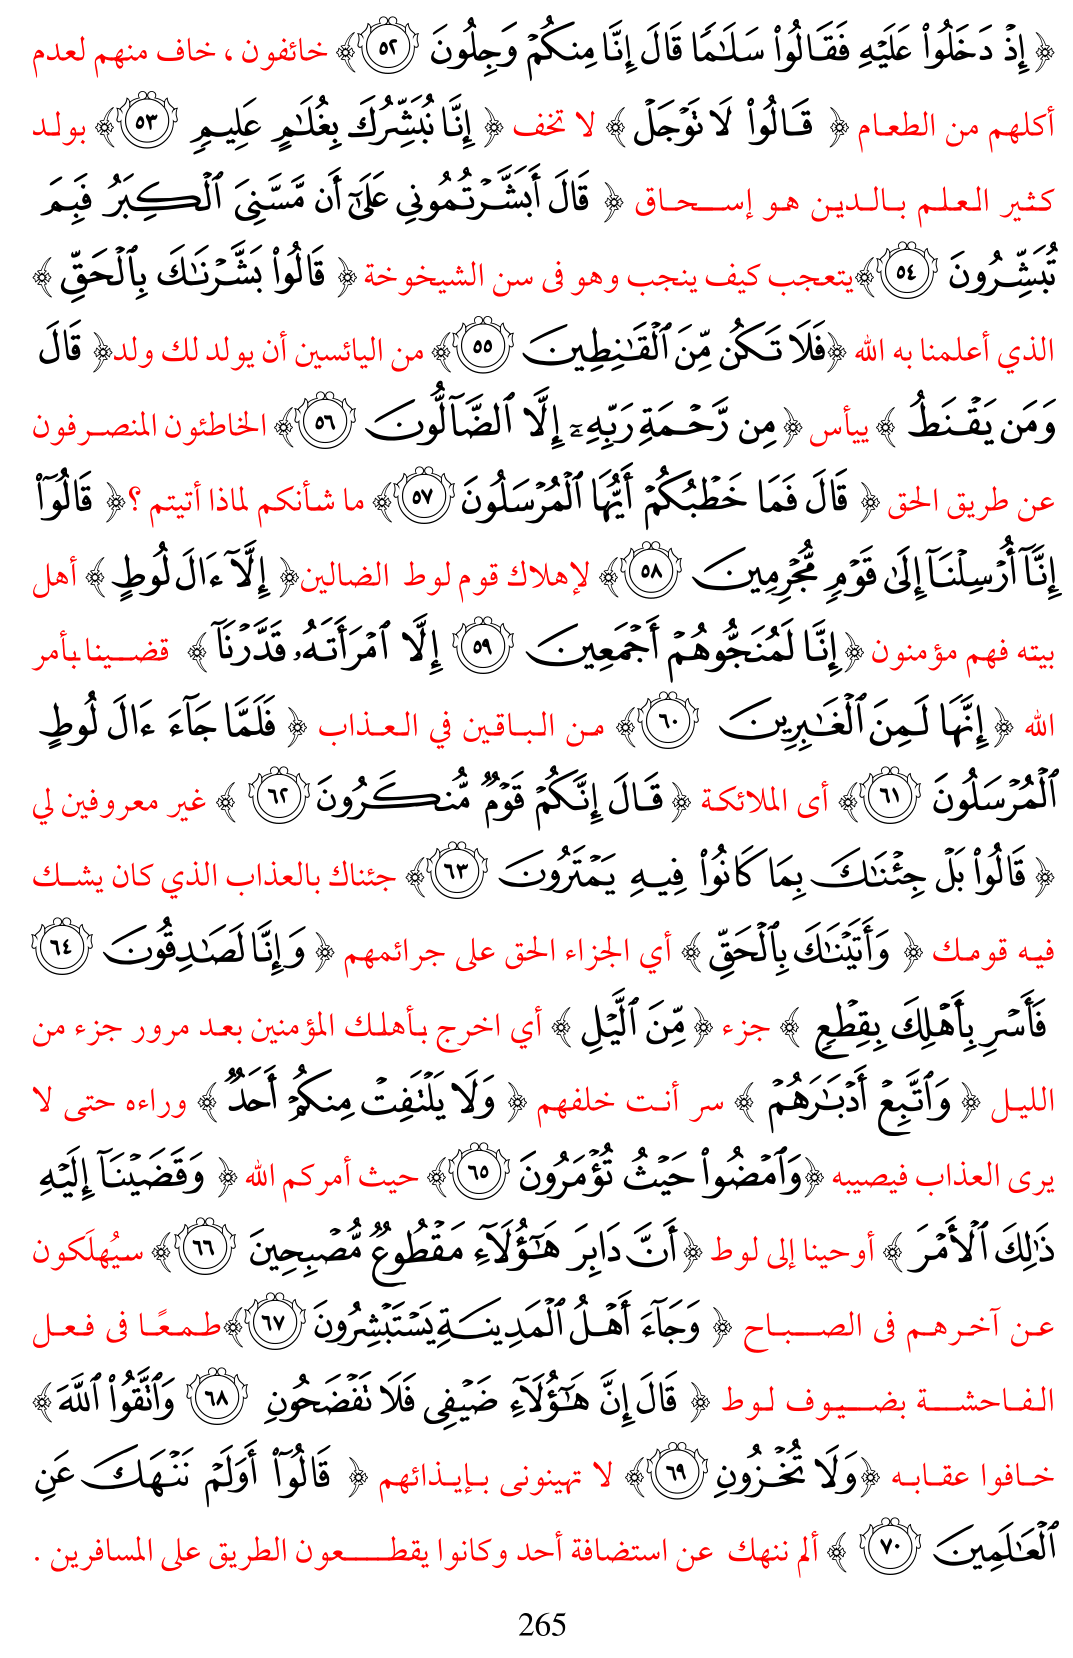 ﴿ إِذْ دَخَلُواْ عَلَيْهِ فَقَالُواْ سَلَٰمًا قَالَ إِنَّا مِنكُمْ وَجِلُونَ ٥٢ ﴾ خائفون ، خاف منهم لعدم
أكلهم من الطعام ﴿ قَالُواْ لَا تَوْجَلْ ﴾ لا تخف ﴿ إِنَّا نُبَشِّرُكَ بِغُلَٰمٍ عَلِيمٍ ٥٣ ﴾ بولد
كثير العلم بالدين هو إسحاق ﴿ قَالَ أَبَشَّرْتُمُونِي عَلَىٰٓ أَن مَّسَّنِيَ ٱلْكِبَرُ فَبِمَ
تُبَشِّرُونَ ٥٤ ﴾ يتعجب كيف ينجب وهو فى سن الشيخوخة ﴿ قَالُواْ بَشَّرْنَٰكَ بِٱلْحَقِّ ﴾
الذي أعلمنا به الله ﴿ فَلَا تَكُن مِّنَ ٱلْقَٰنِطِينَ ٥٥ ﴾ من اليائسين أن يولد لك ولد ﴿ قَالَ
وَمَن يَقْنَطُ ﴾ ييأس ﴿ مِن رَّحْمَةِ رَبِّهِۦٓ إِلَّا ٱلضَّآلُّونَ ٥٦ ﴾ الخاطئون المنصرفون
عن طريق الحق ﴿ قَالَ فَمَا خَطْبُكُمْ أَيُّهَا ٱلْمُرْسَلُونَ ٥٧ ﴾ ما شأنكم لماذا أتيتم ؟ ﴿ قَالُوٓاْ
إِنَّآ أُرْسِلْنَآ إِلَىٰ قَوْمٍ مُّجْرِمِينَ ٥٨ ﴾ لإهلاك قوم لوط الضالين ﴿ إِلَّآ ءَالَ لُوطٍ ﴾ أهل
بيته فهم مؤمنون ﴿ إِنَّا لَمُنَجُّوهُمْ أَجْمَعِينَ ٥٩ إِلَّا ٱمْرَأَتَهُۥ قَدَّرْنَآ ﴾ قضينا بأمر
الله ﴿ إِنَّهَا لَمِنَ ٱلْغَٰبِرِينَ ٦٠ ﴾ من الباقين في العذاب ﴿ فَلَمَّا جَآءَ ءَالَ لُوطٍ
ٱلْمُرْسَلُونَ ٦١ ﴾ أى الملائكة ﴿ قَالَ إِنَّكُمْ قَوْمٌ مُّنكَرُونَ ٦٢ ﴾ غير معروفين لي
﴿ قَالُواْ بَلْ جِئْنَٰكَ بِمَا كَانُواْ فِيهِ يَمْتَرُونَ ٦٣ ﴾ جئناك بالعذاب الذي كان يشك
فيه قومك ﴿ وَأَتَيْنَٰكَ بِٱلْحَقِّ ﴾ أي الجزاء الحق على جرائمهم ﴿ وَإِنَّا لَصَٰدِقُونَ ٦٤
فَأَسْرِ بِأَهْلِكَ بِقِطْعٍ ﴾ جزء ﴿ مِّنَ ٱلَّيْلِ ﴾ أي اخرج بأهلك المؤمنين بعد مرور جزء من
الليل ﴿ وَٱتَّبِعْ أَدْبَٰرَهُمْ ﴾ سر أنت خلفهم ﴿ وَلَا يَلْتَفِتْ مِنكُمْ أَحَدٌ ﴾ وراءه حتى لا
يرى العذاب فيصيبه ﴿ وَٱمْضُواْ حَيْثُ تُؤْمَرُونَ ٦٥ ﴾ حيث أمركم الله ﴿ وَقَضَيْنَآ إِلَيْهِ
ذَٰلِكَ ٱلْأَمْرَ ﴾ أوحينا إلى لوط ﴿ أَنَّ دَابِرَ هَٰٓؤُلَآءِ مَقْطُوعٌ مُّصْبِحِينَ ٦٦ ﴾ سيُهلَكون
عن آخرهم فى الصباح ﴿ وَجَآءَ أَهْلُ ٱلْمَدِينَةِ يَسْتَبْشِرُونَ ٦٧ ﴾ طمعًا فى فعل
الفاحشة بضيوف لوط ﴿ قَالَ إِنَّ هَٰٓؤُلَآءِ ضَيْفِى فَلَا تَفْضَحُونِ ٦٨ وَٱتَّقُواْ ٱللَّهَ ﴾
خافوا عقابه ﴿ وَلَا تُخْزُونِ ٦٩ ﴾ لا تهينونى بإيذائهم ﴿ قَالُوٓاْ أَوَلَمْ نَنْهَكَ عَنِ
ٱلْعَٰلَمِينَ ٧٠ ﴾ ألم ننهك عن استضافة أحد وكانوا يقطعون الطريق على المسافرين .
265